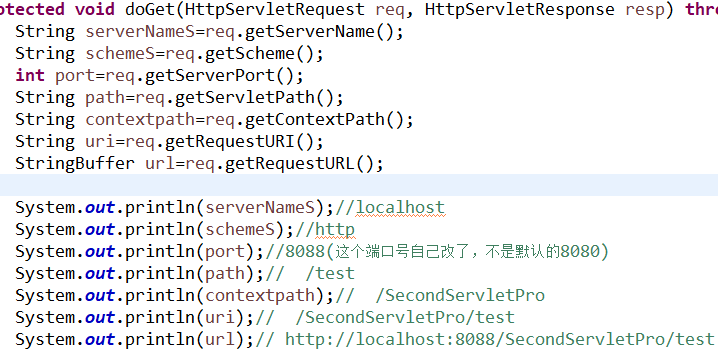 otected void doGet(HttpServletRequest req, HttpServletResponse resp) thro
String serverNameS=req.getServerName();
String schemeS=req.getScheme();
int port=req.getServerPort();
String path=req.getServletPath();
String contextpath=req.getContextPath();
String uri=req.getRequestURI();
StringBuffer url=req.getRequestURL();
System.out.println(serverNameS);//localhost
System.out.println(schemeS);//http
System.out.println(port);//8088(这个端口号自己改了，不是默认的8080)
System.out.println(path);//  /test
System.out.println(contextpath);//  /SecondServletPro
System.out.println(uri);//  /SecondServletPro/test
System.out.println(url);// http://localhost:8088/SecondServletPro/test